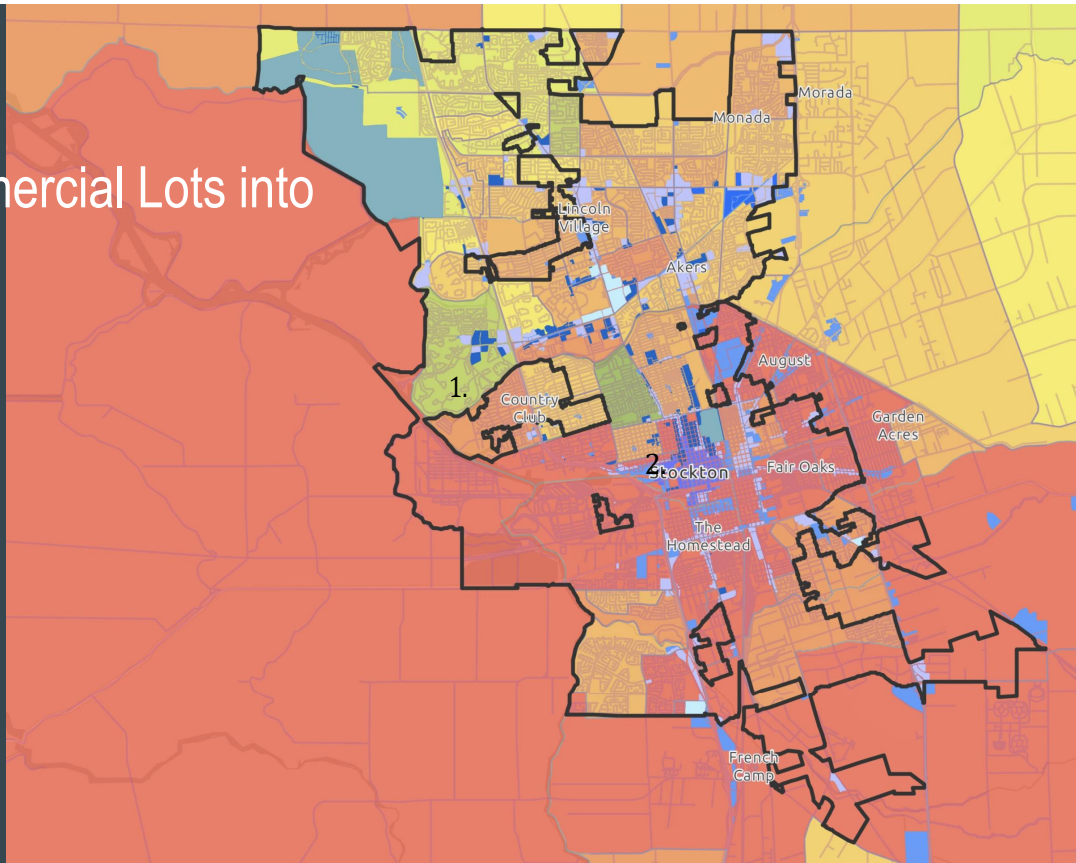 mercial Lots into
Morada
Monada
Lincoln
Village
Akers
August
1.
Country
Club
Garden
Acres
2.
Stockton
Fair Oaks
The
Homestead
French
Camp